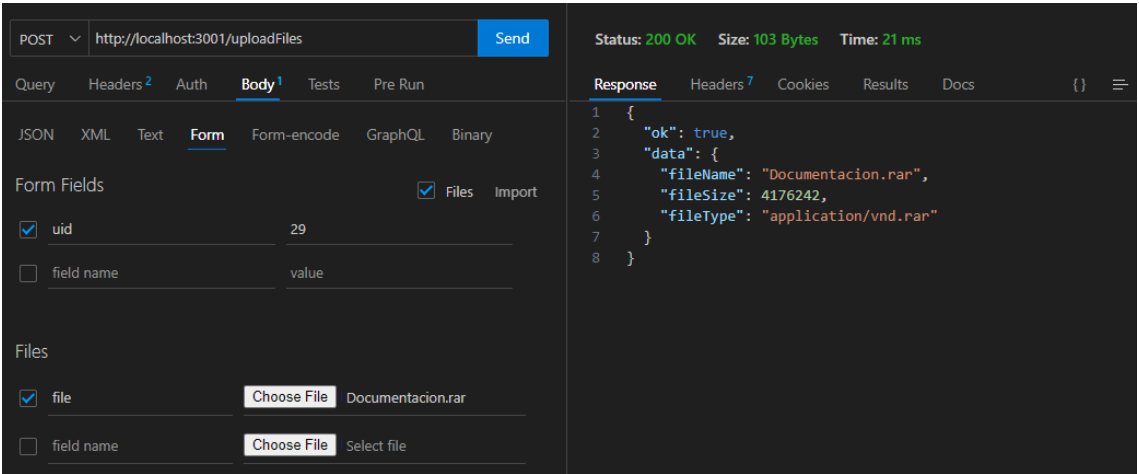 POST http://localhost:3001/uploadFiles Send
Query Headers 2 Auth Body 1 Tests Pre Run
JSON XML Text Form Form-encode GraphQL Binary
Form Fields Files Import
uid 29
field name value
Files
file Choose File Documentacion.rar
field name Choose File Select file
Status: 200 OK Size: 103 Bytes Time: 21 ms
Response Headers 7 Cookies Results Docs {}
1 {
2 "ok": true,
3 "data": {
4 "fileName": "Documentacion.rar",
5 "fileSize": 4176242,
6 "fileType": "application/vnd.rar"
7 }
8 }